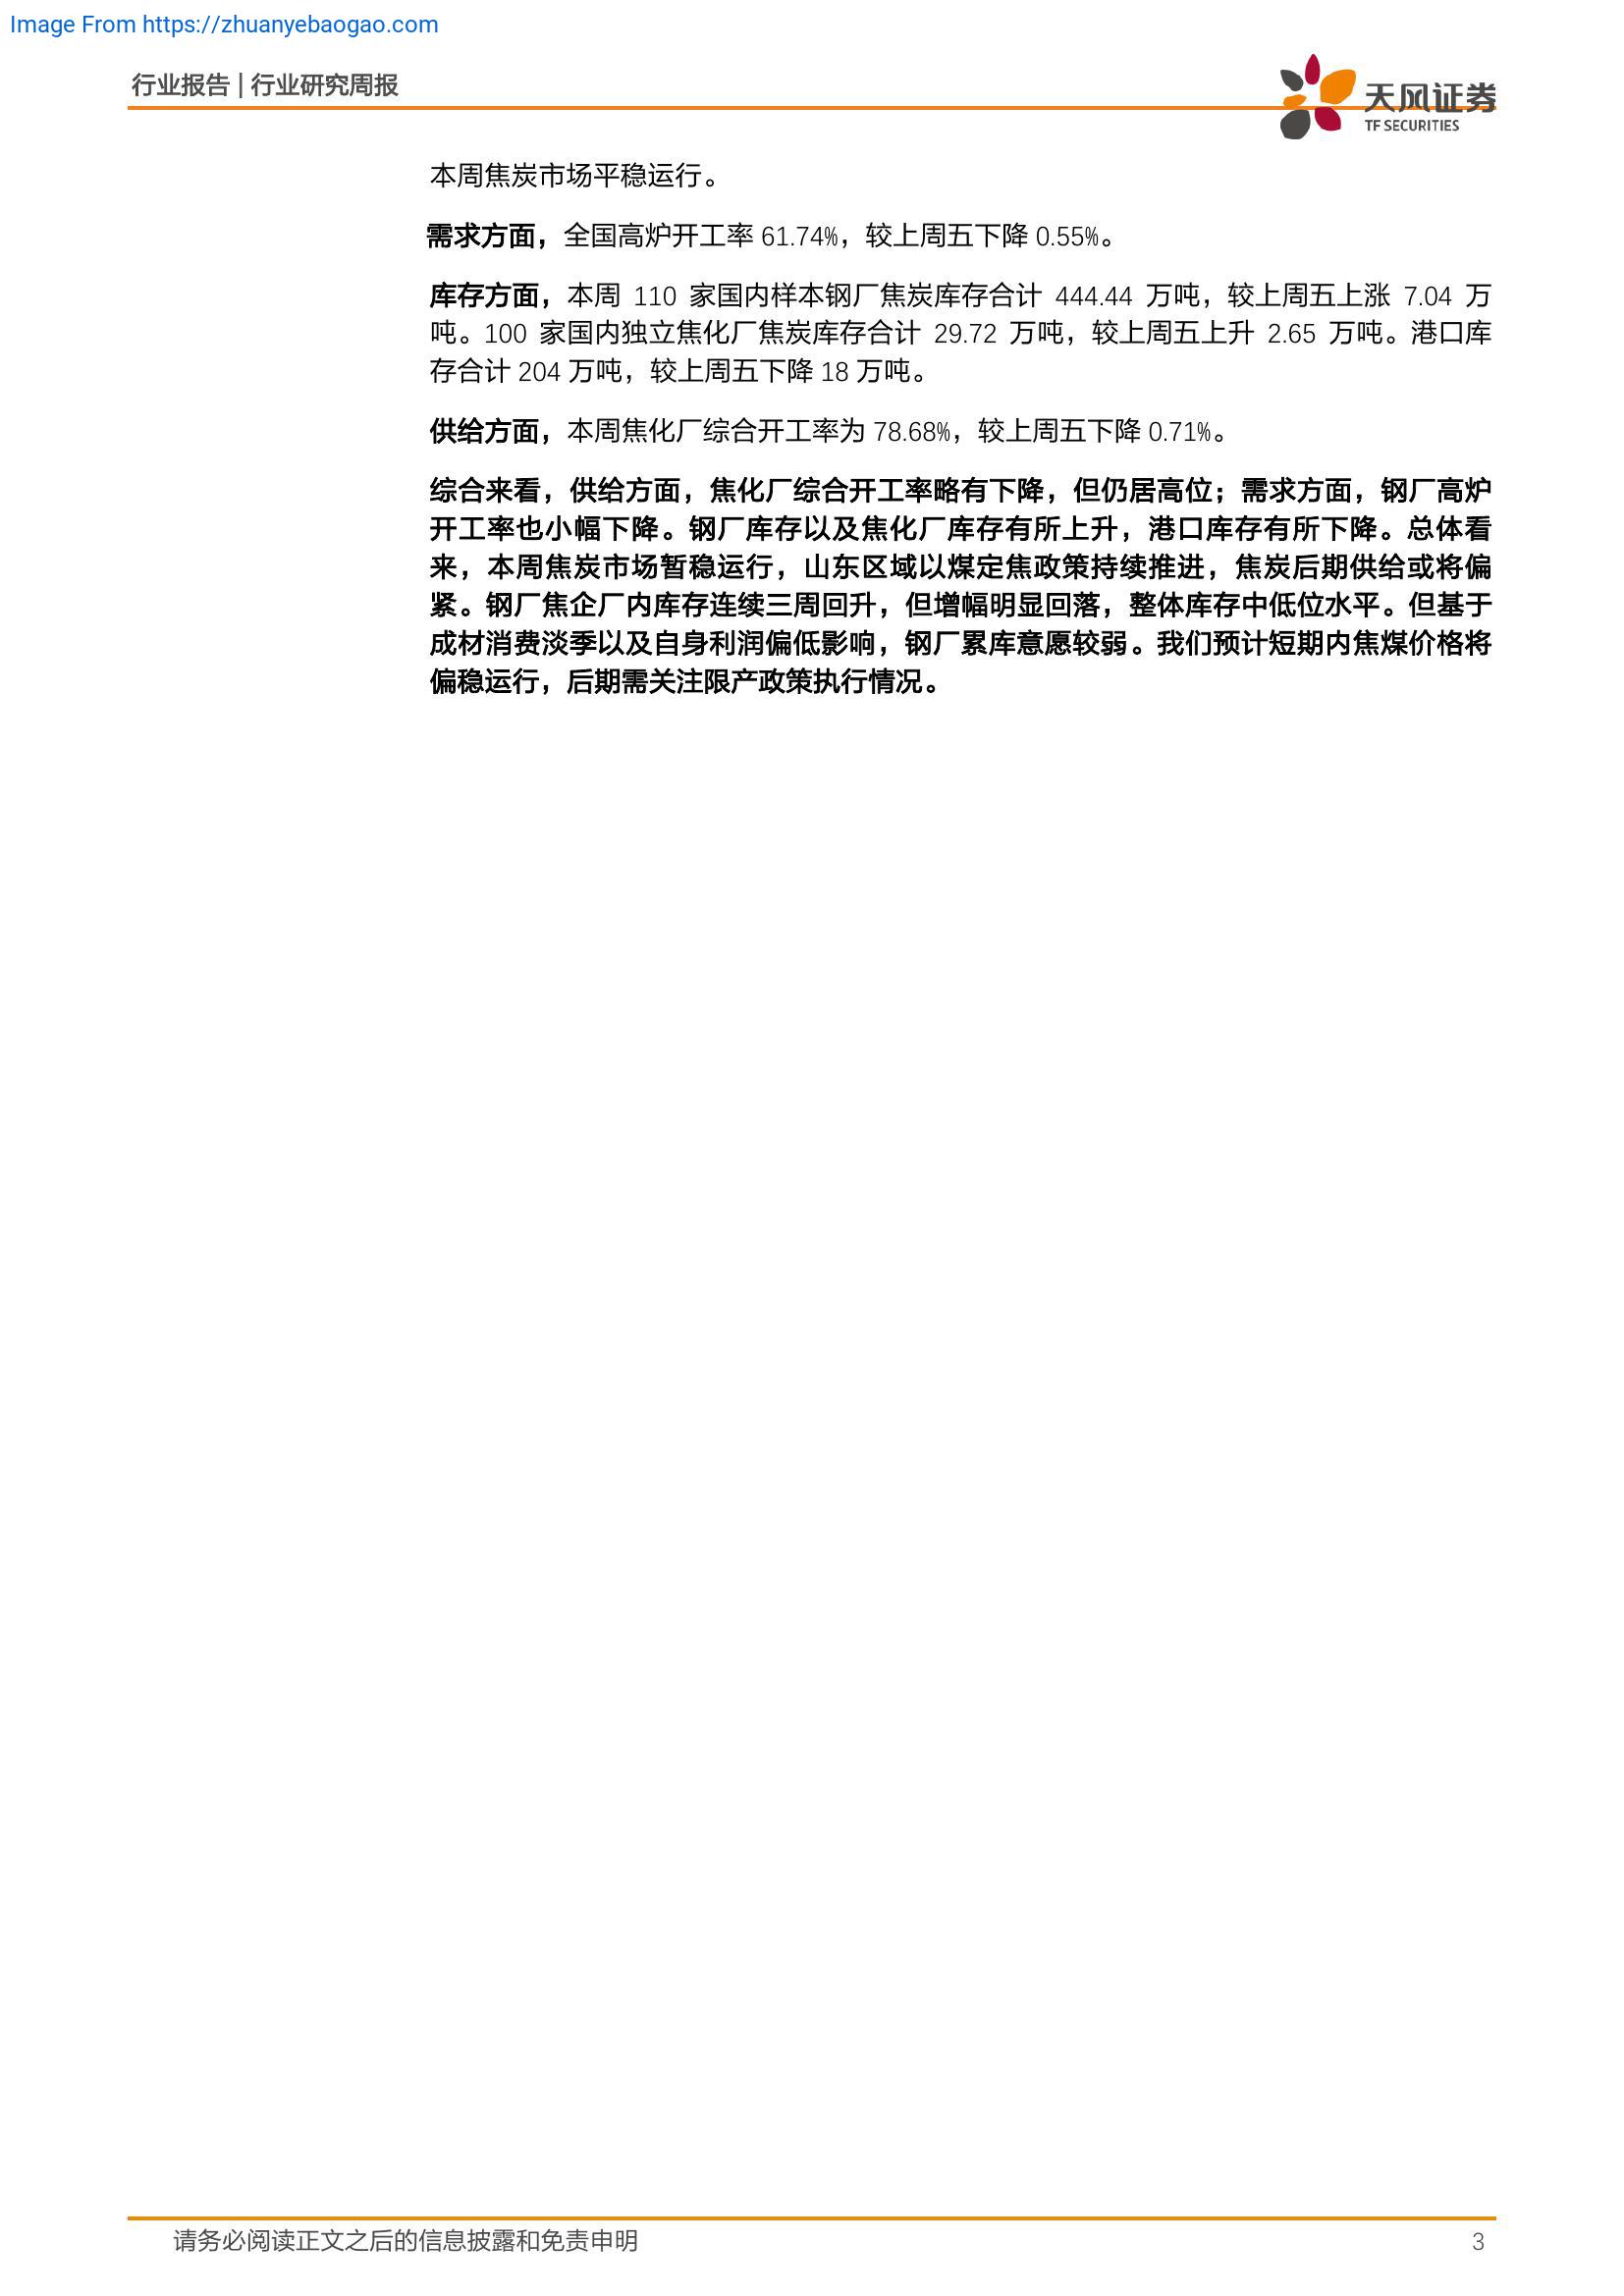 Image From https://zhuanyebaogao.com
行业报告 | 行业研究周报
天风证券
TF SECURITIES
本周焦炭市场平稳运行。
需求方面，全国高炉开工率 61.74%，较上周五下降 0.55%。
库存方面，本周 110 家国内样本钢厂焦炭库存合计 444.44 万吨，较上周五上涨 7.04 万
吨。100 家国内独立焦化厂焦炭库存合计 29.72 万吨，较上周五上升 2.65 万吨。港口库
存合计 204 万吨，较上周五下降 18 万吨。
供给方面，本周焦化厂综合开工率为 78.68%，较上周五下降 0.71%。
综合来看，供给方面，焦化厂综合开工率略有下降，但仍居高位；需求方面，钢厂高炉
开工率也小幅下降。钢厂库存以及焦化厂库存有所上升，港口库存有所下降。总体看
来，本周焦炭市场暂稳运行，山东区域以煤定焦政策持续推进，焦炭后期供给或将偏
紧。钢厂焦企厂内库存连续三周回升，但增幅明显回落，整体库存中低位水平。但基于
成材消费淡季以及自身利润偏低影响，钢厂累库意愿较弱。我们预计短期内焦煤价格将
偏稳运行，后期需关注限产政策执行情况。
请务必阅读正文之后的信息披露和免责申明
3